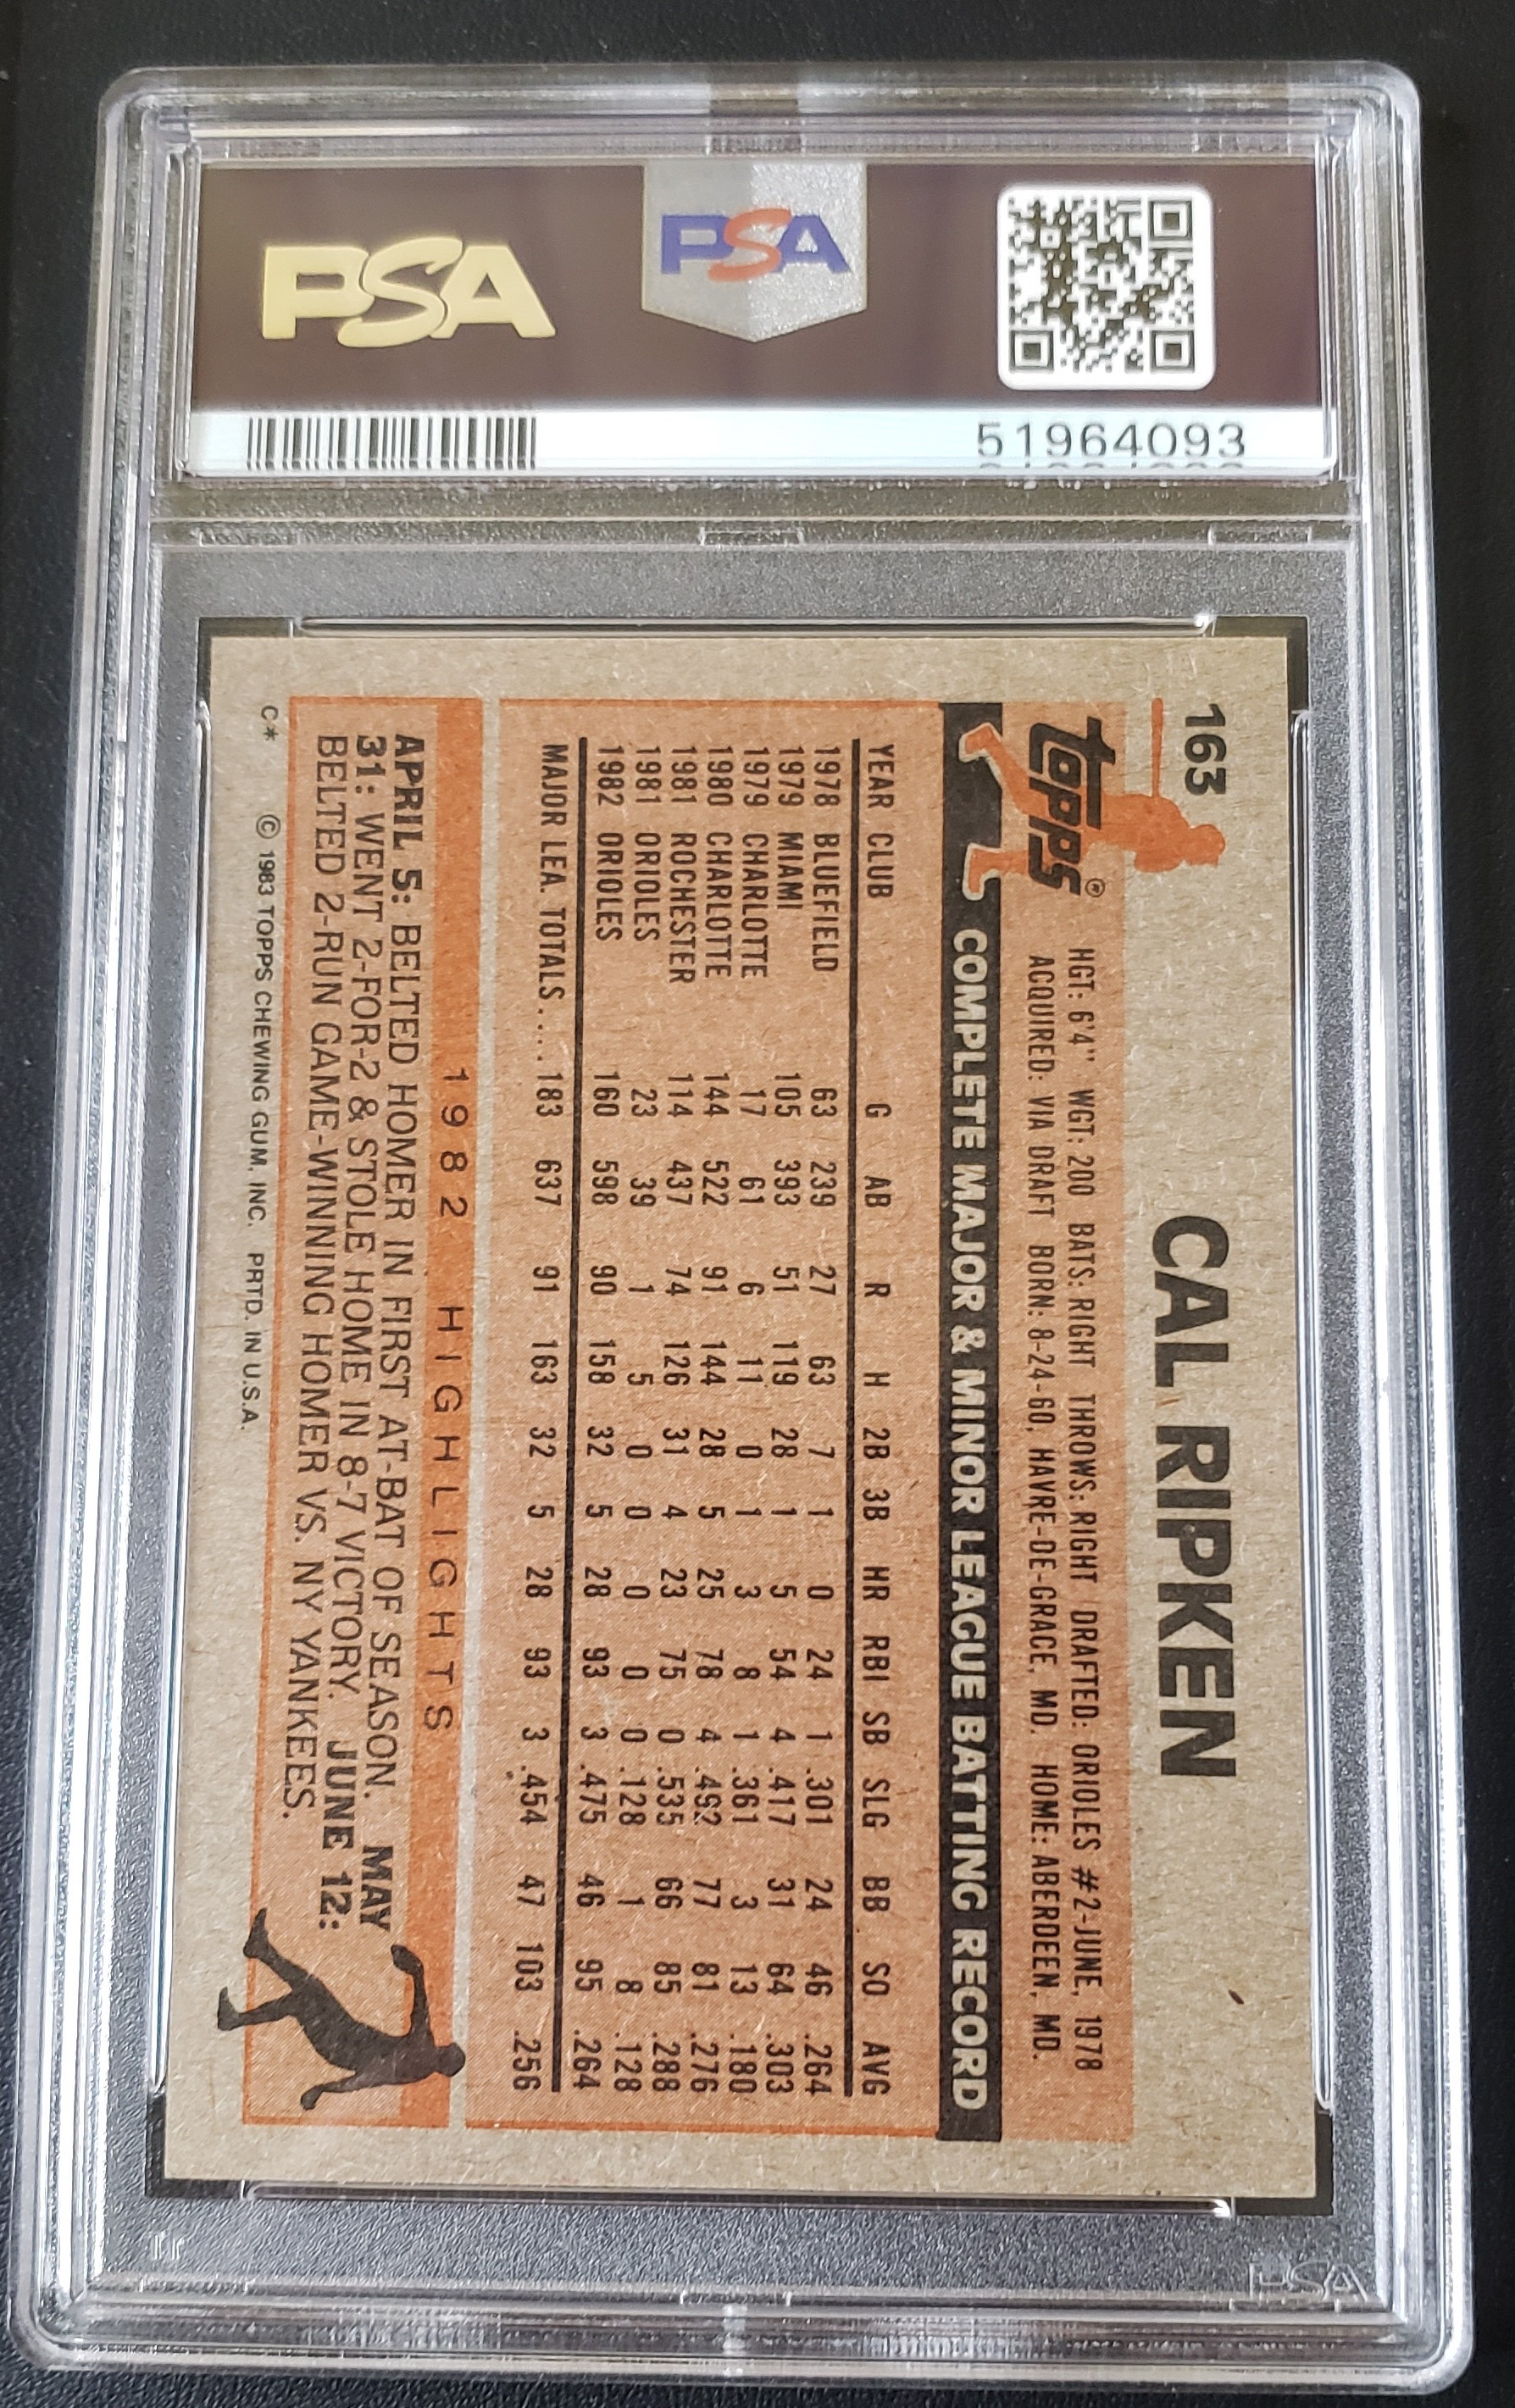 PSA
PSA
51964093
163
CAL RIPKEN
TOPPS®
HGT: 6'4" WGT: 200 BATS: RIGHT THROWS: RIGHT DRAFTED: ORIOLES #2-JUNE, 1978
ACQUIRED: VIA DRAFT BORN: 8-24-60, HAVRE-DE-GRACE, MD. HOME: ABERDEEN, MD.
COMPLETE MAJOR & MINOR LEAGUE BATTING RECORD
YEAR CLUB G AB R H 2B 3B HR RBI SB SLG BB SO AVG
1978 BLUEFIELD 63 239 27 63 7 1 0 24 1 .301 24 46 .264
1979 MIAMI 105 393 51 119 28 1 5 54 4 .417 31 64 .303
1979 CHARLOTTE 17 61 6 11 0 1 3 8 1 .361 3 13 .180
1980 CHARLOTTE 144 522 91 144 28 5 25 78 4 .492 77 81 .276
1981 ROCHESTER 114 437 74 126 31 4 23 75 0 .535 66 85 .288
1981 ORIOLES 23 39 1 5 0 0 0 0 0 .128 1 8 .128
1982 ORIOLES 160 598 90 158 32 5 28 93 3 .475 46 95 .264
MAJOR LEA. TOTALS.... 183 637 91 163 32 5 28 93 3 .454 47 103 .256
1982 HIGHLIGHTS
APRIL 5: BELTED HOMER IN FIRST AT-BAT OF SEASON. MAY
31: WENT 2-FOR-2 & STOLE HOME IN 8-7 VICTORY. JUNE 12:
BELTED 2-RUN GAME-WINNING HOMER VS. NY YANKEES.
C* © 1983 TOPPS CHEWING GUM, INC. PRTD. IN U.S.A.
PSA